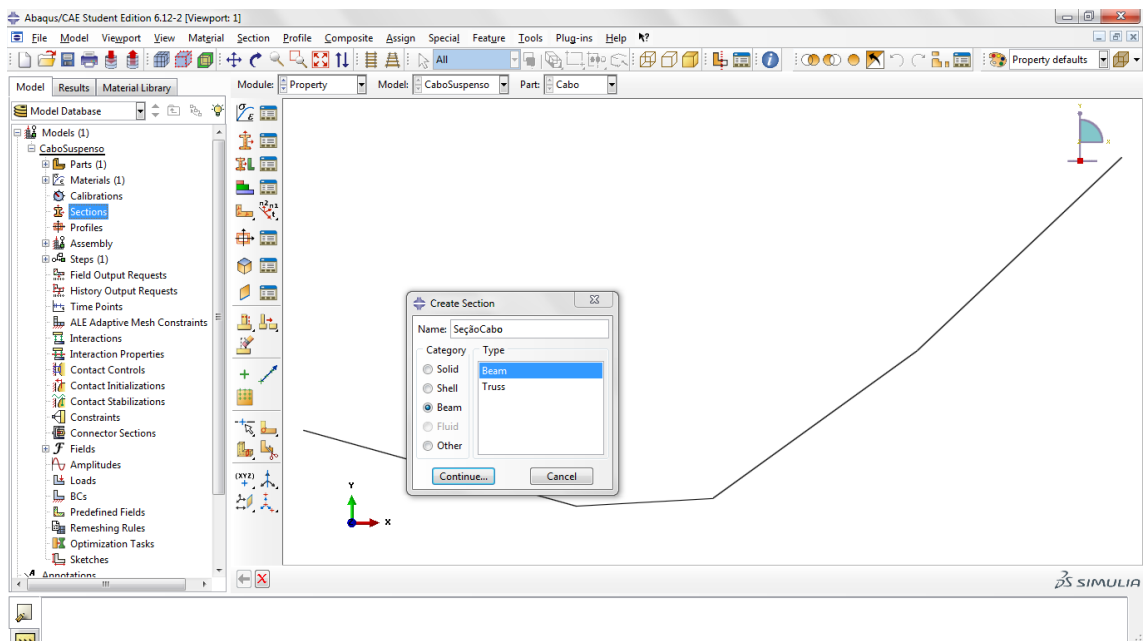 Abaqus/CAE Student Edition 6.12-2 [Viewport: 1]
File Model Viewport View Material Section Profile Composite Assign Special Feature Tools Plug-ins Help
All
Property defaults
Model Results Material Library
Module: Property Model: CaboSuspenso Part: Cabo
Model Database
Models (1)
CaboSuspenso
Parts (1)
Materials (1)
Calibrations
Sections
Profiles
Assembly
Steps (1)
Field Output Requests
History Output Requests
Time Points
ALE Adaptive Mesh Constraints
Interactions
Interaction Properties
Contact Controls
Contact Initializations
Contact Stabilizations
Constraints
Connector Sections
Fields
Amplitudes
Loads
BCs
Predefined Fields
Remeshing Rules
Optimization Tasks
Sketches
Annotations
Create Section
Name: SeçãoCabo
Category Type
Solid
Shell
Beam
Fluid
Other
Beam
Truss
Continue... Cancel
Y
X
SIMULIA